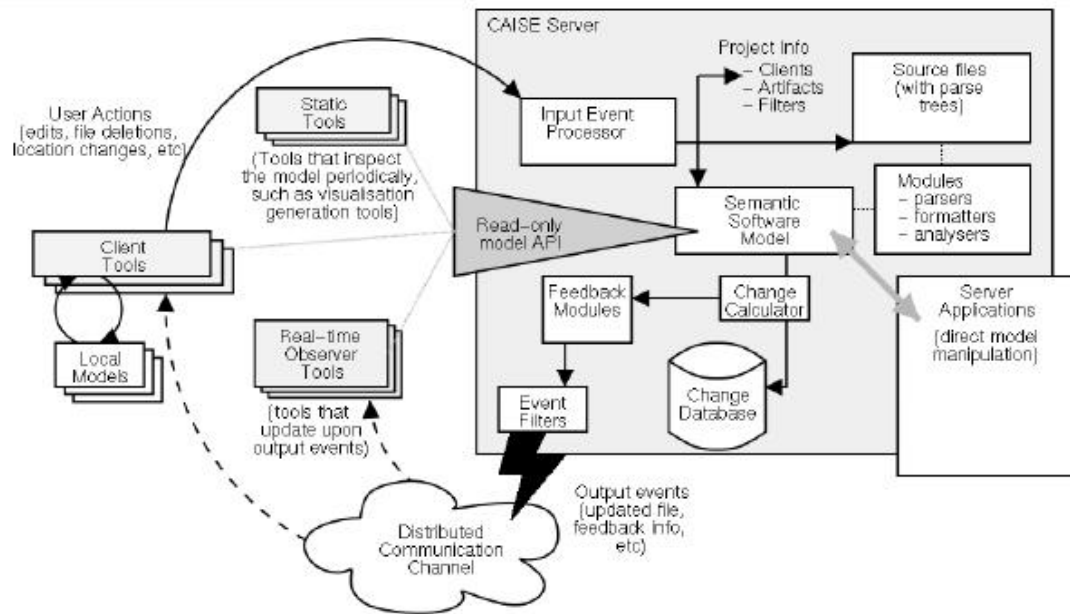 CAISE Server
Project Info
– Clients
– Artifacts
– Filters
Source files
(with parse
trees)
User Actions
(edits, file deletions,
location changes, etc)
Static
Tools
(Tools that inspect
the model periodically,
such as visualisation
generation tools)
Input Event
Processor
Modules
– parsers
– formatters
– analysers
Semantic
Software
Model
Read–only
model API
Client
Tools
Local
Models
Real–time
Observer
Tools
(tools that
update upon
output events)
Feedback
Modules
Change
Calculator
Server
Applications
(direct model
manipulation)
Event
Filters
Change
Database
Output events
(updated file,
feedback info,
etc)
Distributed
Communication
Channel